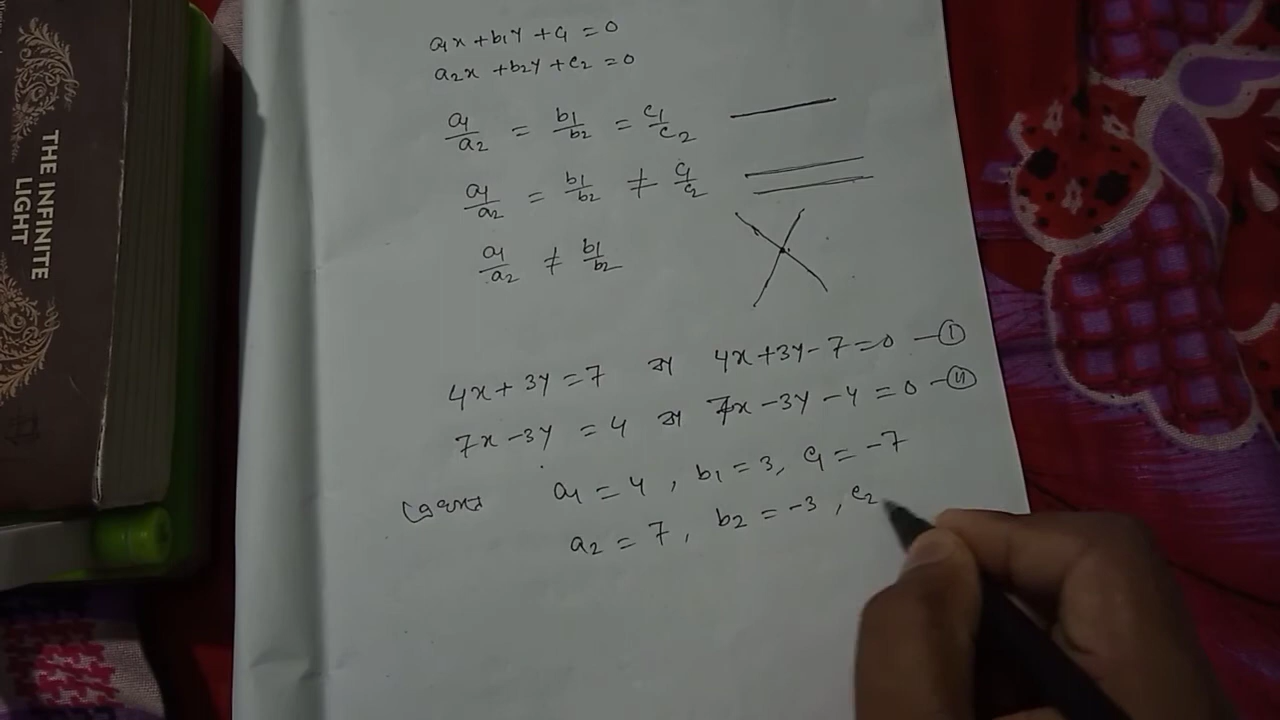 THE INFINITE
LIGHT
a₁x + b₁y + c₁ = 0
a₂x + b₂y + c₂ = 0
a₁/a₂ = b₁/b₂ = c₁/c₂
a₁/a₂ = b₁/b₂ ≠ c₁/c₂
a₁/a₂ ≠ b₁/b₂
4x + 3y = 7 বা 4x + 3y - 7 = 0 — (I)
7x - 3y = 4 বা 7x - 3y - 4 = 0 — (II)
a₁ = 4, b₁ = 3, c₁ = -7
a₂ = 7, b₂ = -3, c₂